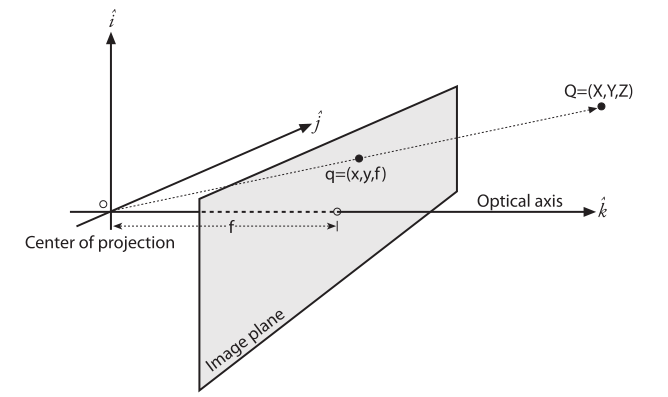 î
Q=(X,Y,Z)
ĵ
q=(x,y,f)
O
Optical axis
k̂
Center of projection
f
Image plane